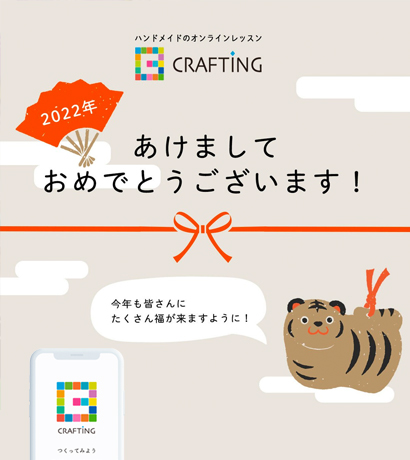 ハンドメイドのオンラインレッスン
CRAFTING
2022年
あけまして
おめでとうございます！
今年も皆さんに
たくさん福が来ますように！
CRAFTING
つくってみよう